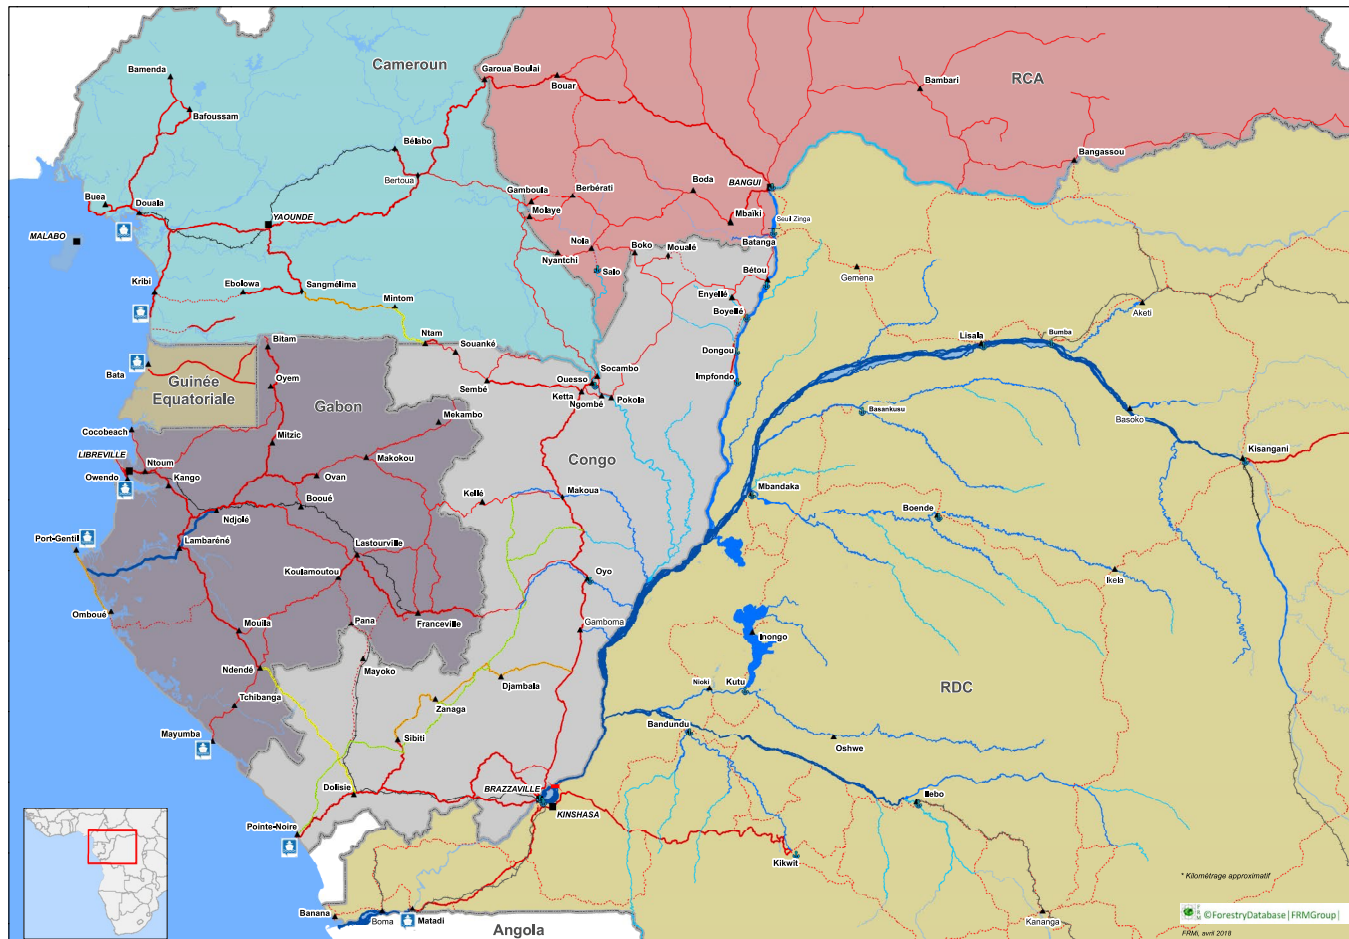 Cameroun
Garoua Boulaï
Bamenda
Bouar
RCA
Bambari
Bafoussam
Bélabo
Bangassou
Bertoua
Gamboula
Berbérati
Boda
BANGUI
Buea
Douala
Molaye
YAOUNDE
Mbaïki
Seuil Zinga
MALABO
Nola
Boko
Moualé
Batanga
Nyantchi
Salo
Gemena
Bétou
Kribi
Ebolowa
Sangmélima
Mintom
Enyellé
Boyellé
Aketi
Bitam
Ntam
Souanké
Lisala
Bumba
Dongou
Bata
Guinée
Equatoriale
Oyem
Sembé
Ouesso
Socambo
Impfondo
Ketta
Ngombé
Pokola
Gabon
Mekambo
Basankusu
Basoko
Cocobeach
Mitzic
LIBREVILLE
Ntoum
Makokou
Congo
Kisangani
Owendo
Kango
Ovan
Booué
Kellé
Makoua
Mbandaka
Ndjolé
Boende
Port-Gentil
Lambaréné
Lastourville
Koulamoutou
Oyo
Ikela
Omboué
Mouila
Pana
Franceville
Gamboma
Inongo
Ndendé
Mayoko
Djambala
Nioki
Kutu
RDC
Tchibanga
Zanaga
Mayumba
Sibiti
Bandundu
Oshwe
Dolisie
BRAZZAVILLE
KINSHASA
Ilebo
Pointe-Noire
Kikwit
* Kilométrage approximatif
Banana
Boma
Matadi
Kananga
Angola
FRM
©ForestryDatabase|FRMGroup|
FRMi, avril 2018